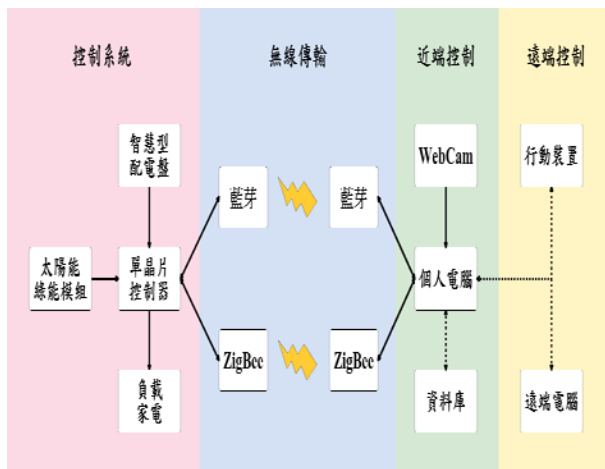 控制系統
無線傳輸
近端控制
遠端控制
智慧型
配電盤
藍芽
藍芽
WebCam
行動裝置
太陽能
綠能模組
單晶片
控制器
個人電腦
負載
家電
ZigBee
ZigBee
資料庫
遠端電腦